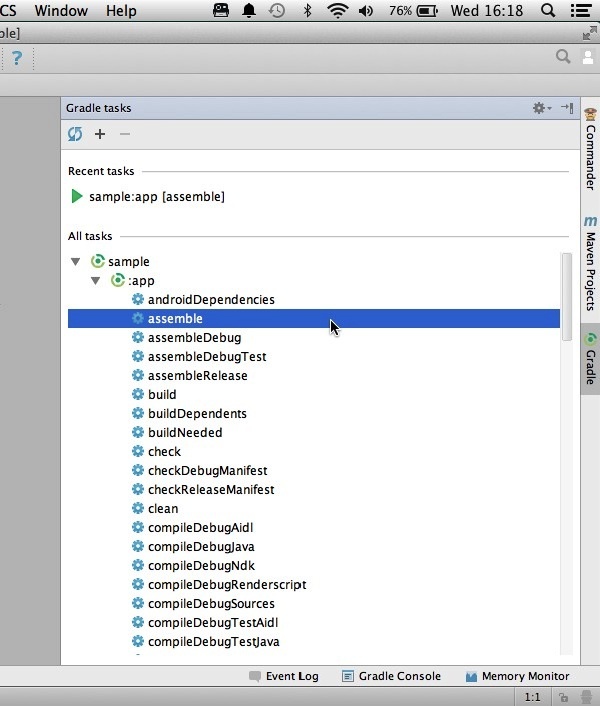 CS Window Help 76% Wed 16:18
ple]
?
Gradle tasks
Recent tasks
sample:app [assemble]
All tasks
sample
:app
androidDependencies
assemble
assembleDebug
assembleDebugTest
assembleRelease
build
buildDependents
buildNeeded
check
checkDebugManifest
checkReleaseManifest
clean
compileDebugAidl
compileDebugJava
compileDebugNdk
compileDebugRenderscript
compileDebugSources
compileDebugTestAidl
compileDebugTestJava
Commander
m Maven Projects
Gradle
Event Log Gradle Console Memory Monitor
1:1